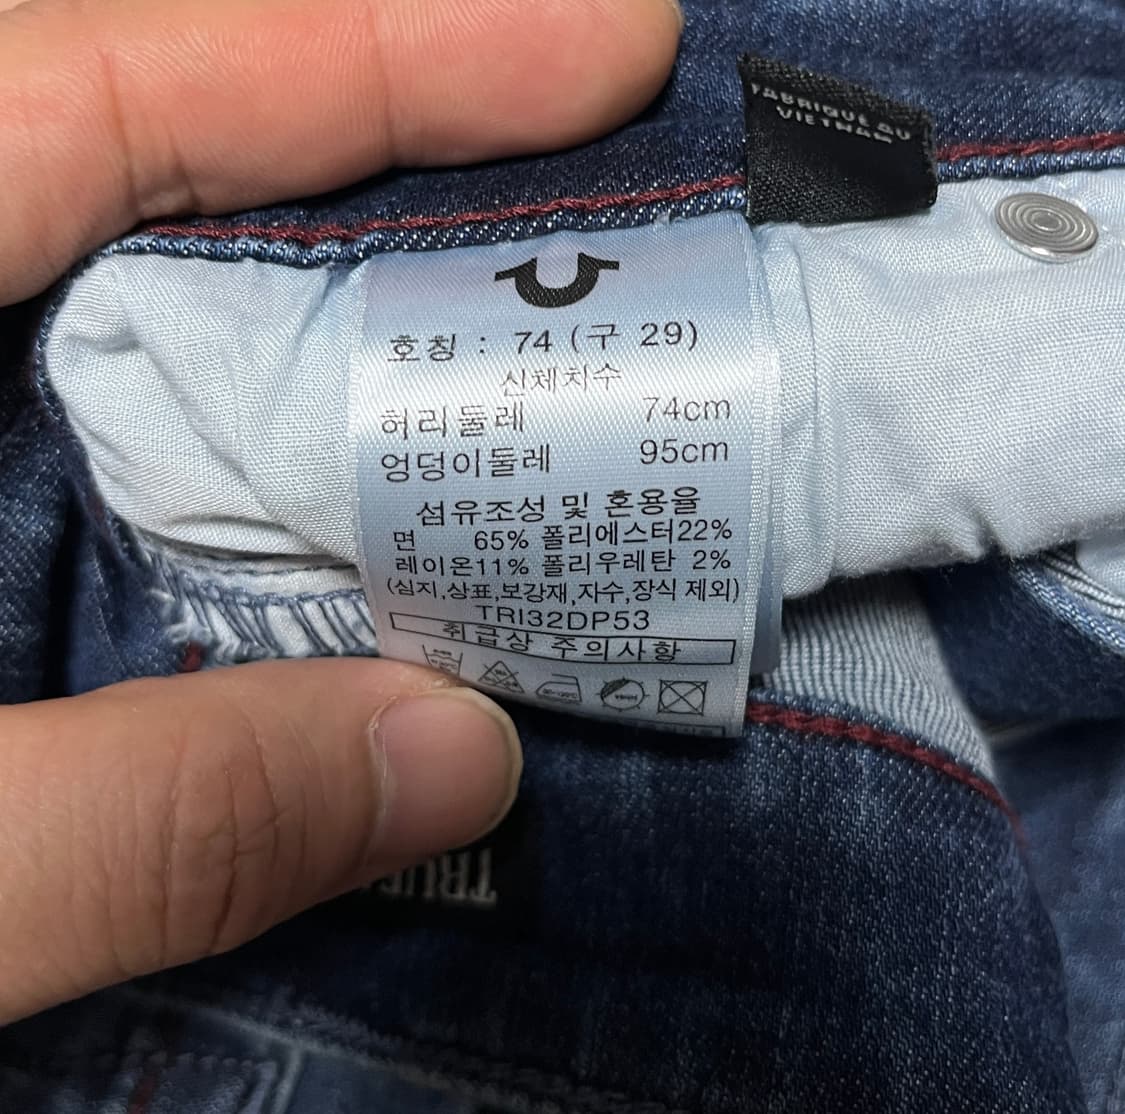 FABRIQUE AU
VIETNAM
호칭 : 74 (구 29)
신체치수
허리둘레 74cm
엉덩이둘레 95cm
섬유조성 및 혼용율
면 65% 폴리에스터22%
레이온11% 폴리우레탄 2%
(심지,상표,보강재,자수,장식 제외)
TRI32DP53
취급상 주의사항
TRUE